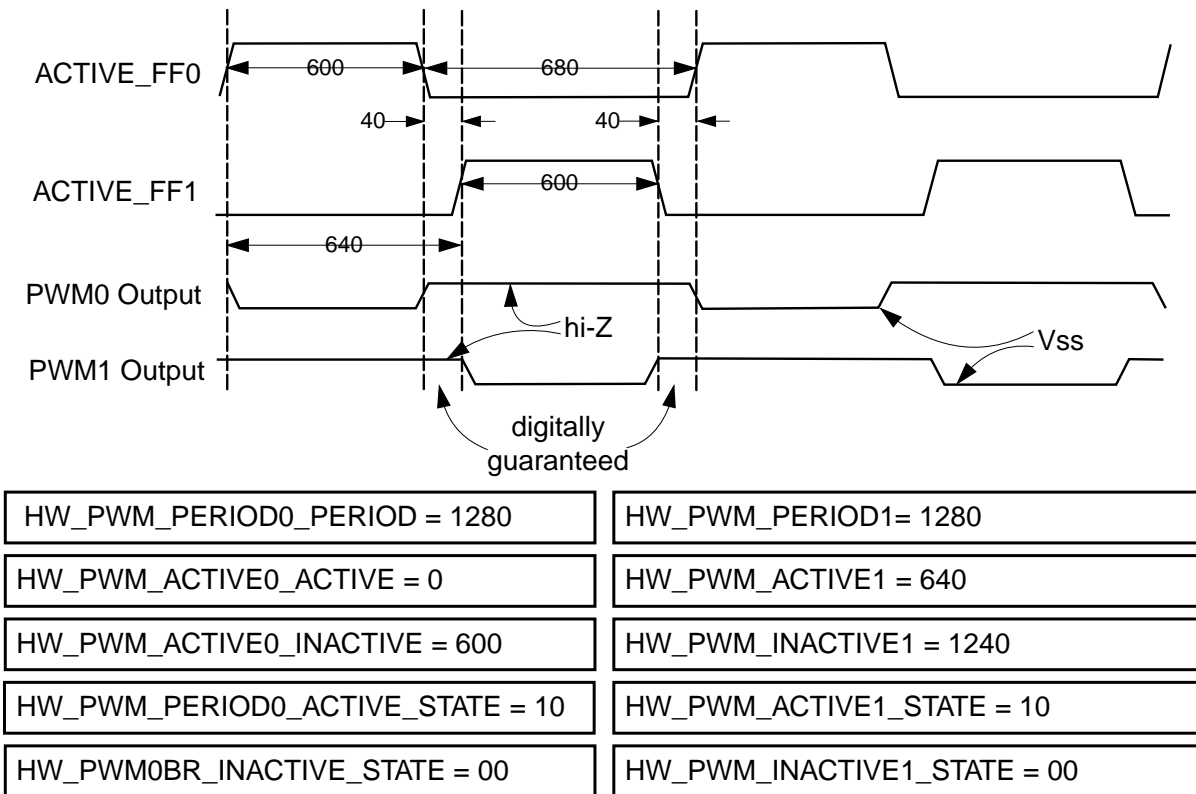 ACTIVE_FF0
600
680
40
40
ACTIVE_FF1
600
640
PWM0 Output
hi-Z
Vss
PWM1 Output
digitally
guaranteed
HW_PWM_PERIOD0_PERIOD = 1280
HW_PWM_PERIOD1= 1280
HW_PWM_ACTIVE0_ACTIVE = 0
HW_PWM_ACTIVE1 = 640
HW_PWM_ACTIVE0_INACTIVE = 600
HW_PWM_INACTIVE1 = 1240
HW_PWM_PERIOD0_ACTIVE_STATE = 10
HW_PWM_ACTIVE1_STATE = 10
HW_PWM0BR_INACTIVE_STATE = 00
HW_PWM_INACTIVE1_STATE = 00